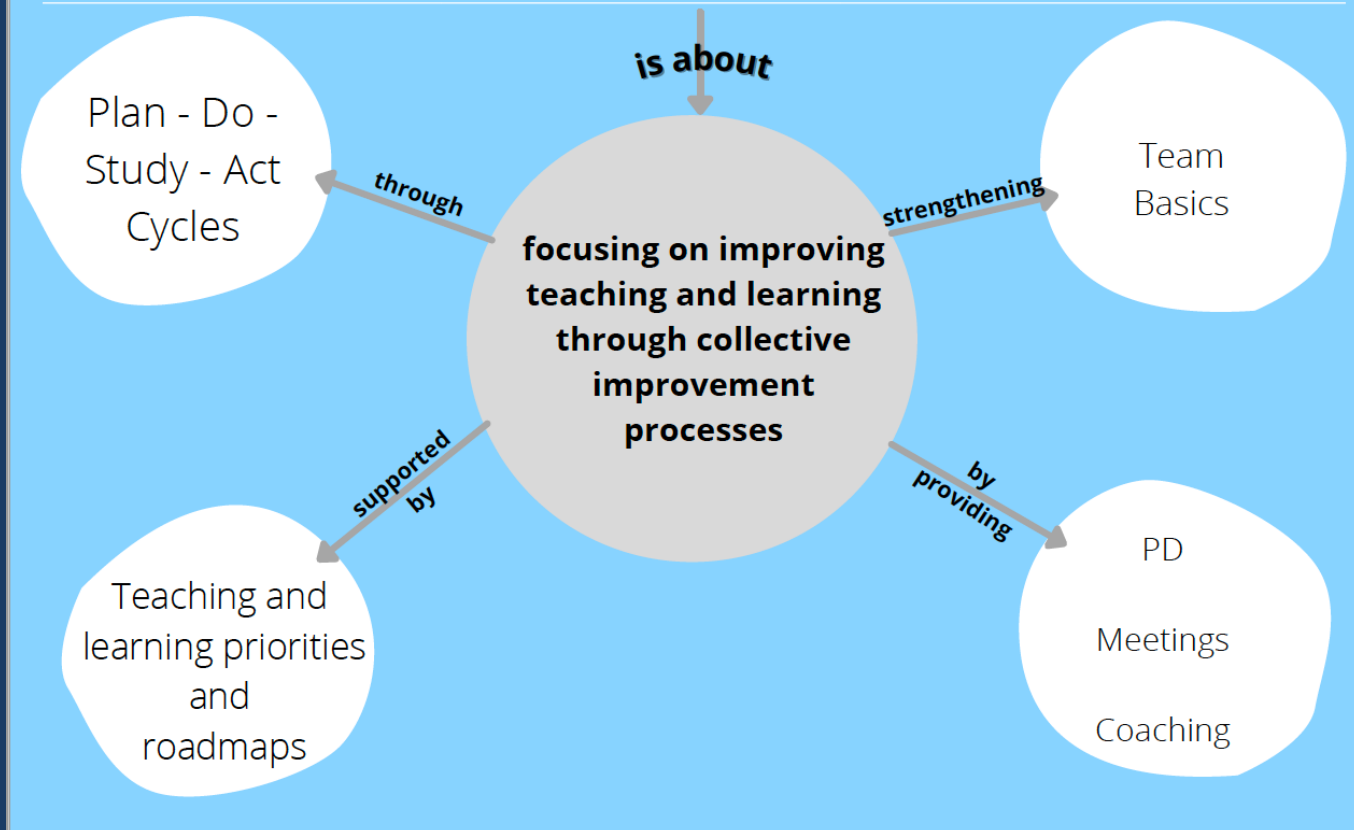 is about
Plan - Do -
Study - Act
Cycles
through
focusing on improving
teaching and learning
through collective
improvement
processes
strengthening
Team
Basics
supported
by
Teaching and
learning priorities
and
roadmaps
by
providing
PD
Meetings
Coaching